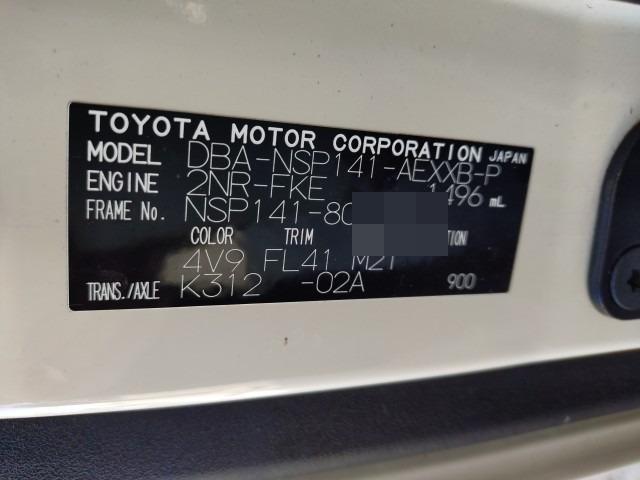 TOYOTA MOTOR CORPORATION JAPAN
MODEL DBA-NSP141-AEXXB-P
ENGINE 2NR-FKE 1496 mL
FRAME No. NSP141-80
COLOR TRIM
4V9 FL41 M21
TRANS./AXLE K312 -02A 900